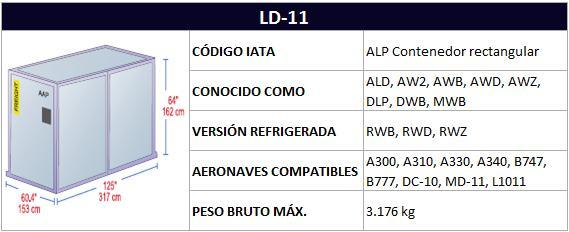 LD-11
FREIGHT
AAP
64"
162 cm
125"
317 cm
60.4"
153 cm
CÓDIGO IATA
ALP Contenedor rectangular
CONOCIDO COMO
ALD, AW2, AWB, AWD, AWZ,
DLP, DWB, MWB
VERSIÓN REFRIGERADA
RWB, RWD, RWZ
AERONAVES COMPATIBLES
A300, A310, A330, A340, B747,
B777, DC-10, MD-11, L1011
PESO BRUTO MÁX.
3.176 kg